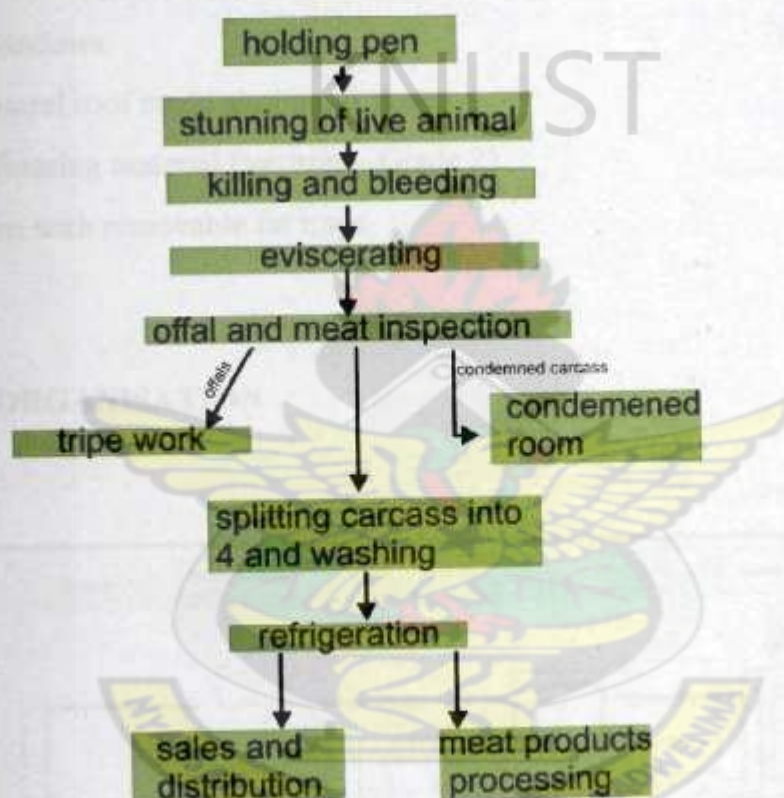 holding pen
KNUST
stunning of live animal
killing and bleeding
eviscerating
offal and meat inspection
offals
condemned carcass
tripe work
condemened
room
splitting carcass into
4 and washing
refrigeration
sales and
distribution
meat products
processing
WENMA